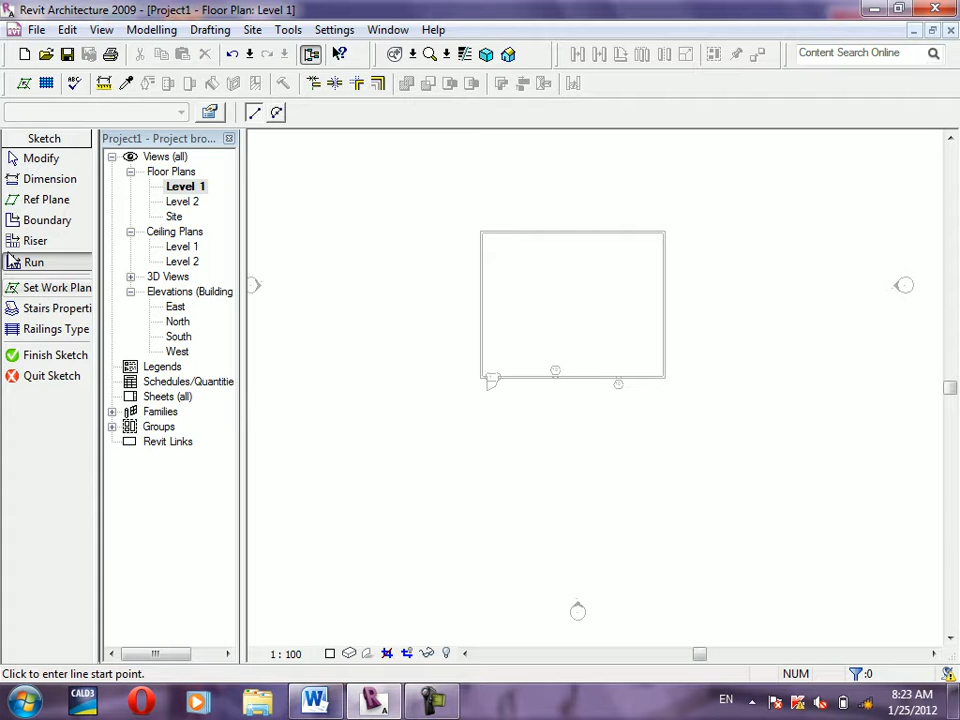 Revit Architecture 2009 - [Project1 - Floor Plan: Level 1]
File Edit View Modelling Drafting Site Tools Settings Window Help
Content Search Online
Sketch
Modify
Dimension
Ref Plane
Boundary
Riser
Run
Set Work Plan
Stairs Properti
Railings Type
Finish Sketch
Quit Sketch
Project1 - Project bro...
Views (all)
Floor Plans
Level 1
Level 2
Site
Ceiling Plans
Level 1
Level 2
3D Views
Elevations (Building
East
North
South
West
Legends
Schedules/Quantitie
Sheets (all)
Families
Groups
Revit Links
1 : 100
Click to enter line start point.
NUM
:0
CALD3
EN
8:23 AM
1/25/2012